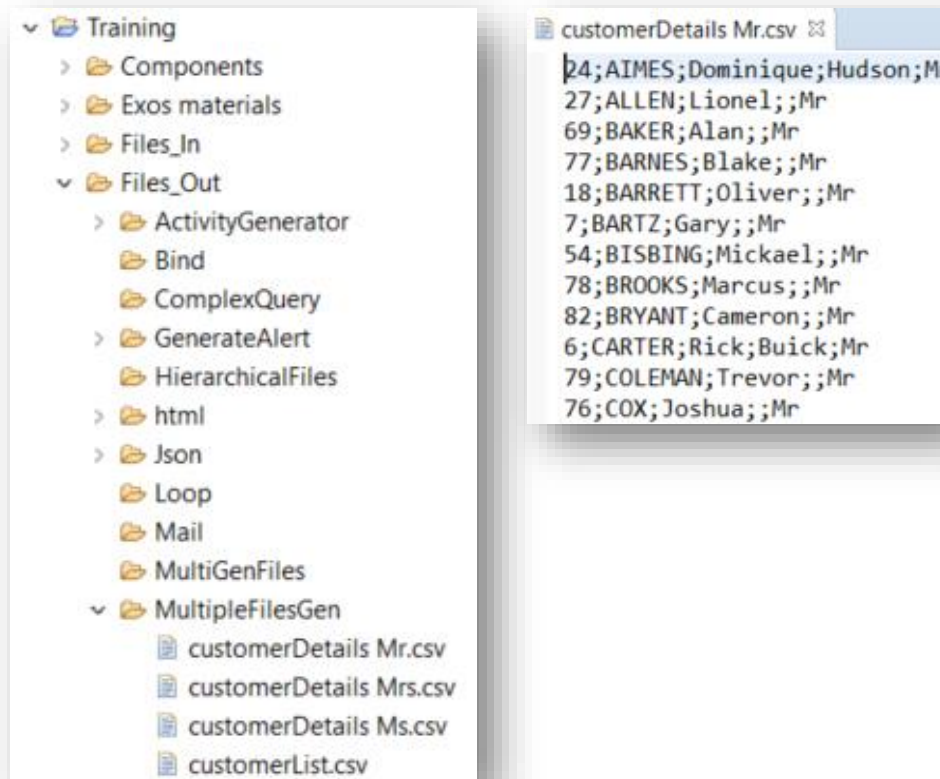 Training
Components
Exos materials
Files_In
Files_Out
ActivityGenerator
Bind
ComplexQuery
GenerateAlert
HierarchicalFiles
html
Json
Loop
Mail
MultiGenFiles
MultipleFilesGen
customerDetails Mr.csv
customerDetails Mrs.csv
customerDetails Ms.csv
customerList.csv
customerDetails Mr.csv
24;AIMES;Dominique;Hudson;M
27;ALLEN;Lionel;;Mr
69;BAKER;Alan;;Mr
77;BARNES;Blake;;Mr
18;BARRETT;Oliver;;Mr
7;BARTZ;Gary;;Mr
54;BISBING;Mickael;;Mr
78;BROOKS;Marcus;;Mr
82;BRYANT;Cameron;;Mr
6;CARTER;Rick;Buick;Mr
79;COLEMAN;Trevor;;Mr
76;COX;Joshua;;Mr